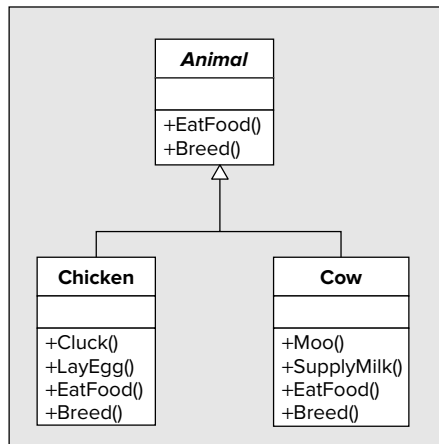 Animal
+EatFood()
+Breed()
Chicken
+Cluck()
+LayEgg()
+EatFood()
+Breed()
Cow
+Moo()
+SupplyMilk()
+EatFood()
+Breed()